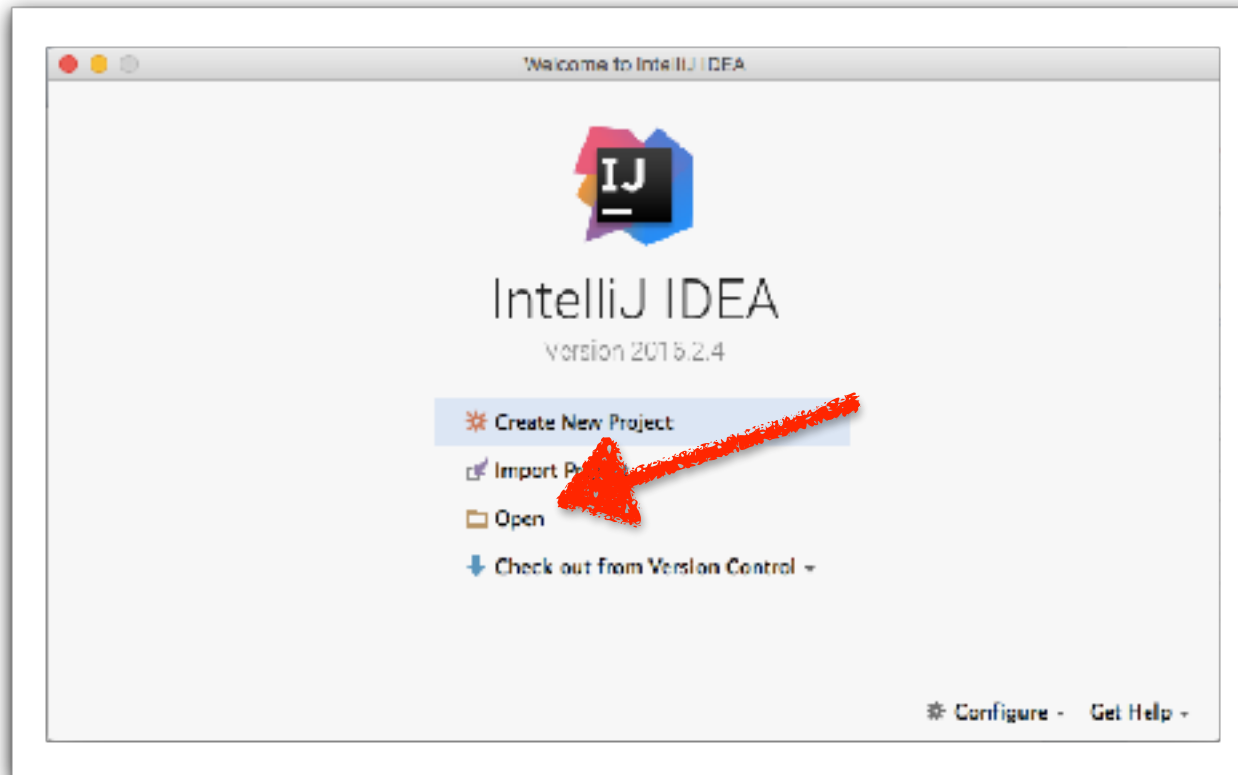 Welcome to IntelliJ IDEA
IJ
IntelliJ IDEA
Version 2016.2.4
Create New Project
Import
Open
Check out from Version Control
Configure
Get Help